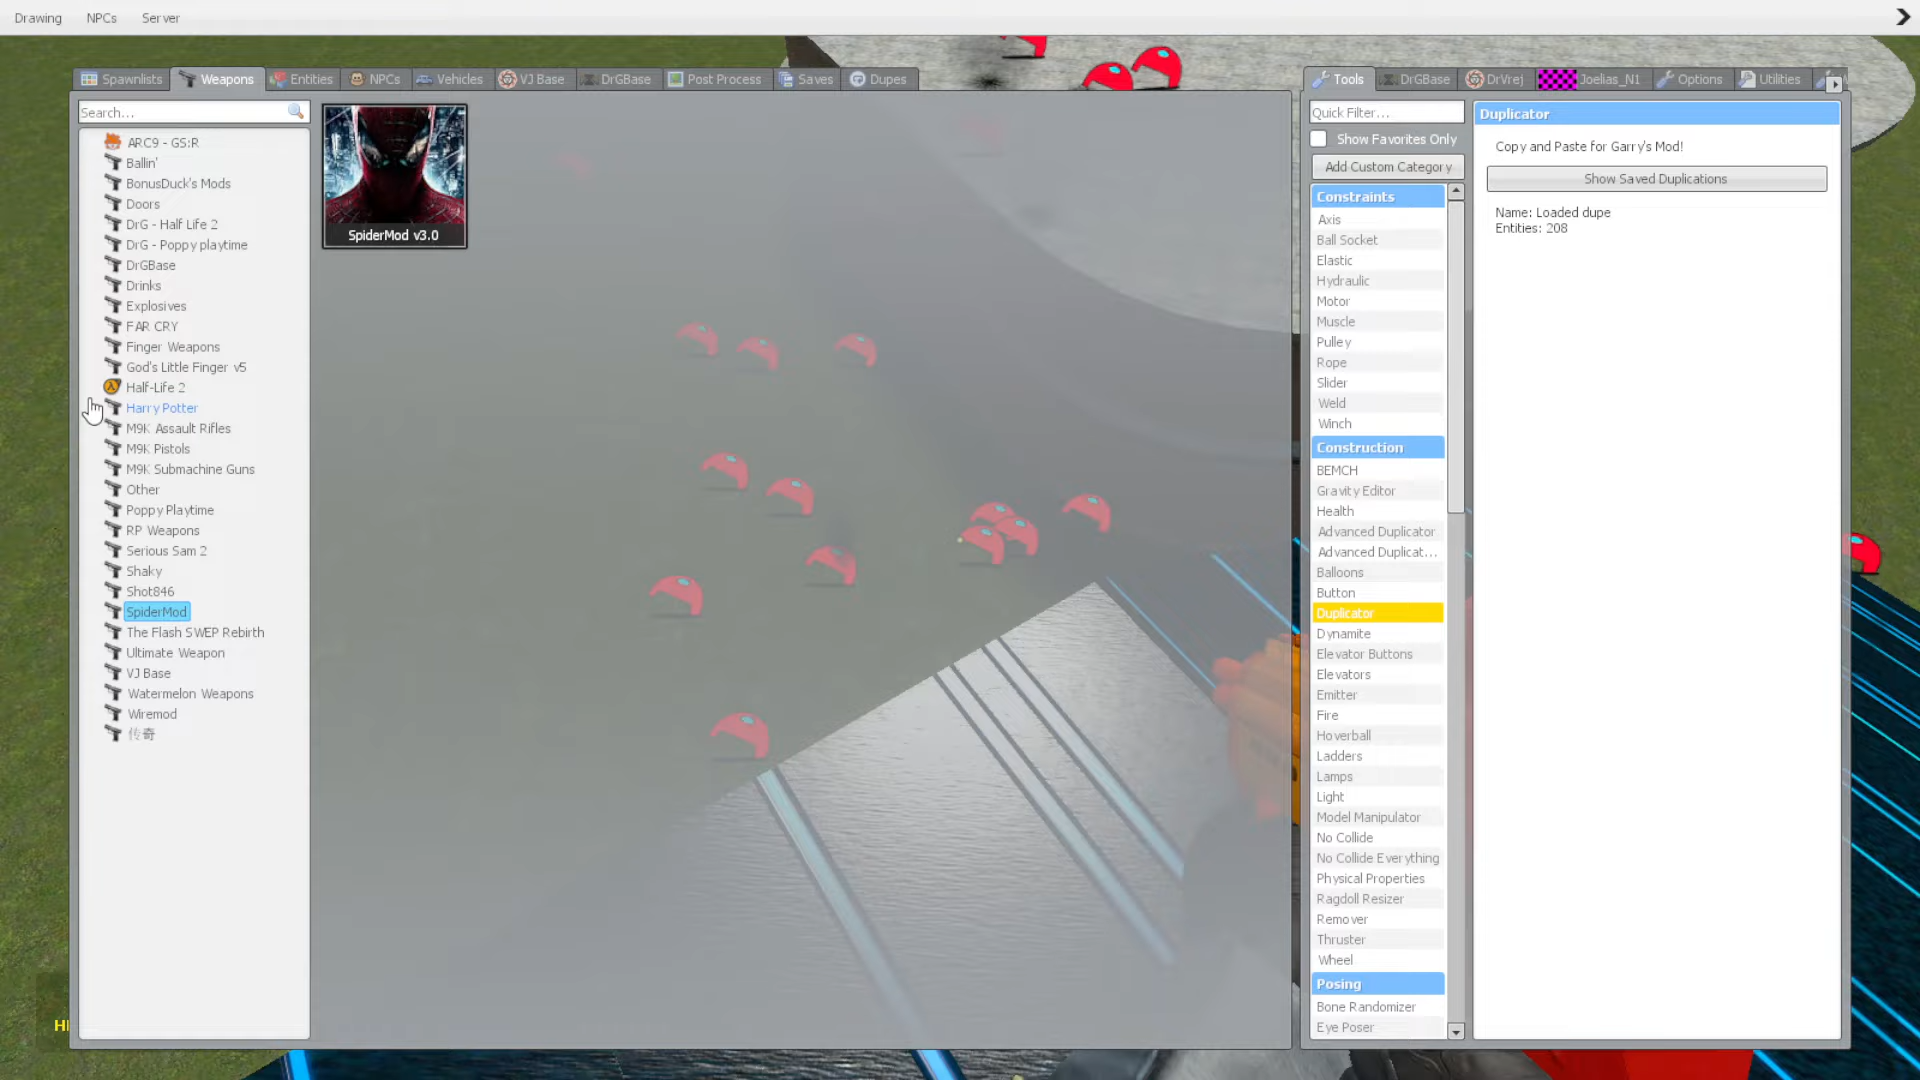 Drawing NPCs Server
Spawnlists Weapons Entities NPCs Vehicles VJ Base DrGBase Post Process Saves Dupes
Search...
ARC9 - GS:R
Ballin'
BonusDuck's Mods
Doors
DrG - Half Life 2
DrG - Poppy playtime
DrGBase
Drinks
Explosives
FAR CRY
Finger Weapons
God's Little Finger v5
Half-Life 2
Harry Potter
M9K Assault Rifles
M9K Pistols
M9K Submachine Guns
Other
Poppy Playtime
RP Weapons
Serious Sam 2
Shaky
Shot846
SpiderMod
The Flash SWEP Rebirth
Ultimate Weapon
VJ Base
Watermelon Weapons
Wiremod
传奇
SpiderMod v3.0
Tools DrGBase DrVrej Joelias_N1 Options Utilities
Quick Filter...
Show Favorites Only
Add Custom Category
Constraints
Axis
Ball Socket
Elastic
Hydraulic
Motor
Muscle
Pulley
Rope
Slider
Weld
Winch
Construction
BEMCH
Gravity Editor
Health
Advanced Duplicator
Advanced Duplicat...
Balloons
Button
Duplicator
Dynamite
Elevator Buttons
Elevators
Emitter
Fire
Hoverball
Ladders
Lamps
Light
Model Manipulator
No Collide
No Collide Everything
Physical Properties
Ragdoll Resizer
Remover
Thruster
Wheel
Posing
Bone Randomizer
Eye Poser
Duplicator
Copy and Paste for Garry's Mod!
Show Saved Duplications
Name: Loaded dupe
Entities: 208